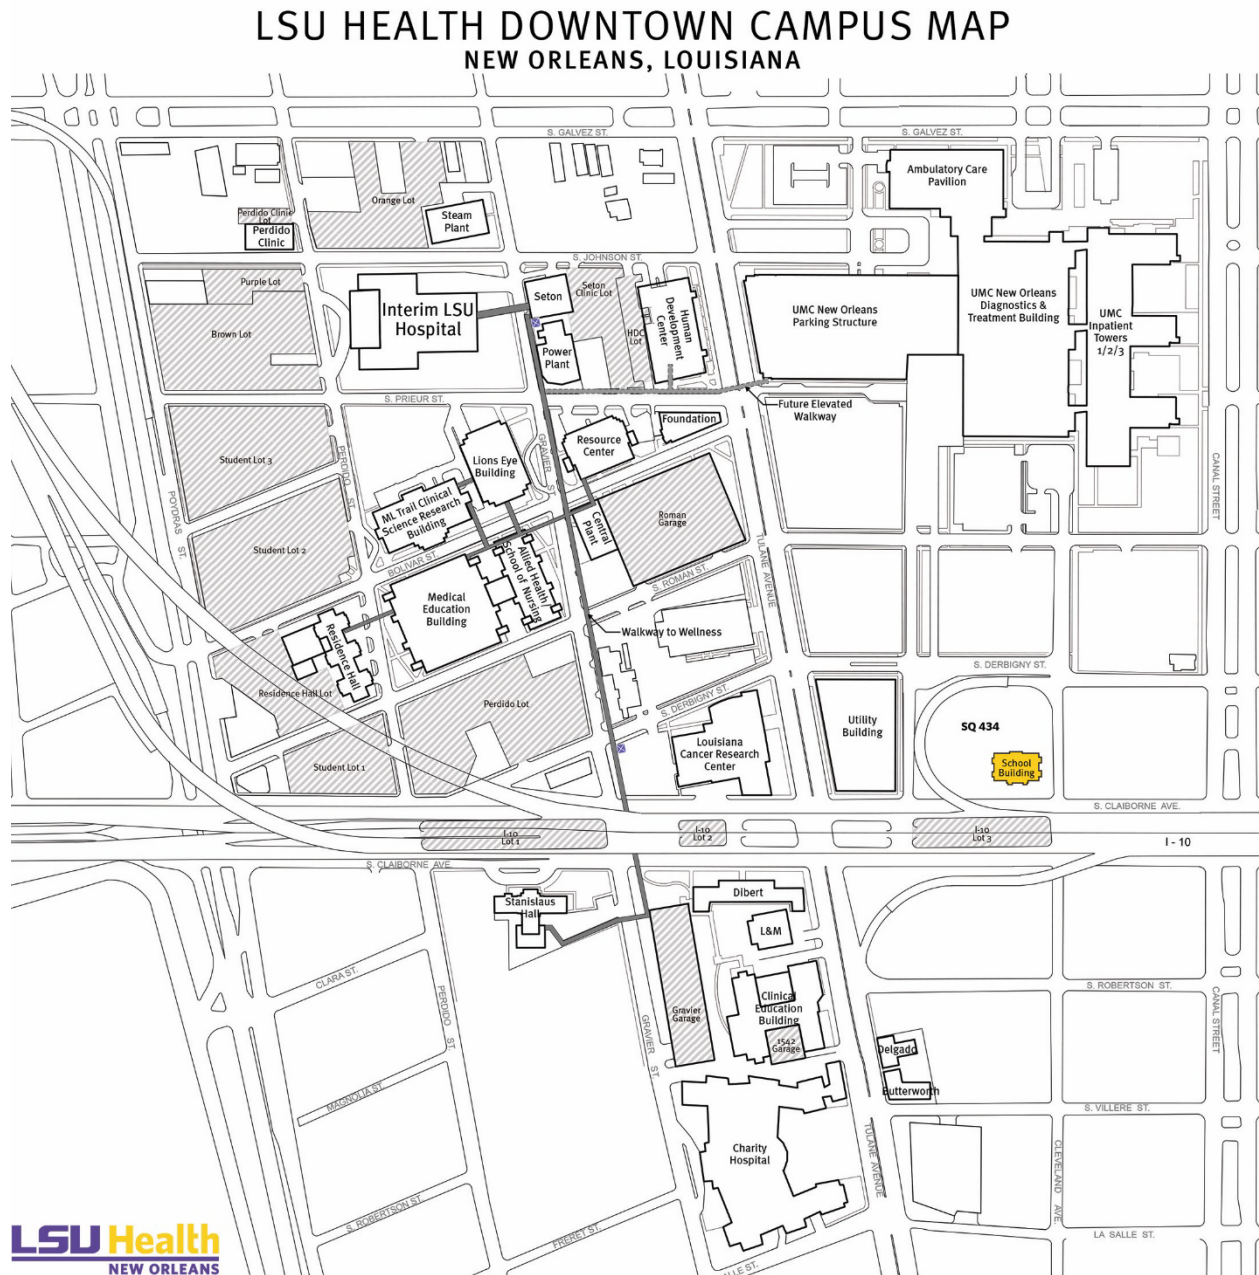 LSU HEALTH DOWNTOWN CAMPUS MAP
NEW ORLEANS, LOUISIANA
S. GALVEZ ST.
S. GALVEZ ST.
Ambulatory Care
Pavilion
Orange Lot
Perdido Clinic
Lot
Perdido
Clinic
Steam
Plant
S. JOHNSON ST.
Purple Lot
Seton
Clinic Lot
Seton
Interim LSU
Hospital
Human
Development
Center
HDC
Lot
UMC New Orleans
Parking Structure
UMC New Orleans
Diagnostics &
Treatment Building
UMC
Inpatient
Towers
1/2/3
Brown Lot
Power
Plant
S. PRIEUR ST.
Future Elevated
Walkway
Foundation
Resource
Center
GRAVIER ST.
Lions Eye
Building
Student Lot 3
PERDIDO ST.
POYDRAS ST.
CANAL STREET
ML Trail Clinical
Science Research
Building
Central
Plant
Roman
Garage
TULANE AVENUE
Student Lot 2
BOLIVAR ST.
Allied Health
School of Nursing
S. ROMAN ST.
Medical
Education
Building
Walkway to Wellness
Residence Hall
S. DERBIGNY ST.
Residence Hall Lot
Perdido Lot
S. DERBIGNY ST.
Utility
Building
SQ 434
Louisiana
Cancer Research
Center
School
Building
Student Lot 1
S. CLAIBORNE AVE.
I-10
Lot 1
I-10
Lot 2
I-10
Lot 3
I - 10
S. CLAIBORNE AVE.
Stanislaus
Hall
Dibert
L&M
CLARA ST.
PERDIDO ST.
S. ROBERTSON ST.
CANAL STREET
Gravier
Garage
GRAVIER ST.
Clinical
Education
Building
1542
Garage
Delgado
Butterworth
MAGNOLIA ST
S. VILLERE ST.
Charity
Hospital
TULANE AVENUE
CLEVELAND AVE.
S. ROBERTSON ST.
FRERET ST.
LA SALLE ST.
LSU Health
NEW ORLEANS